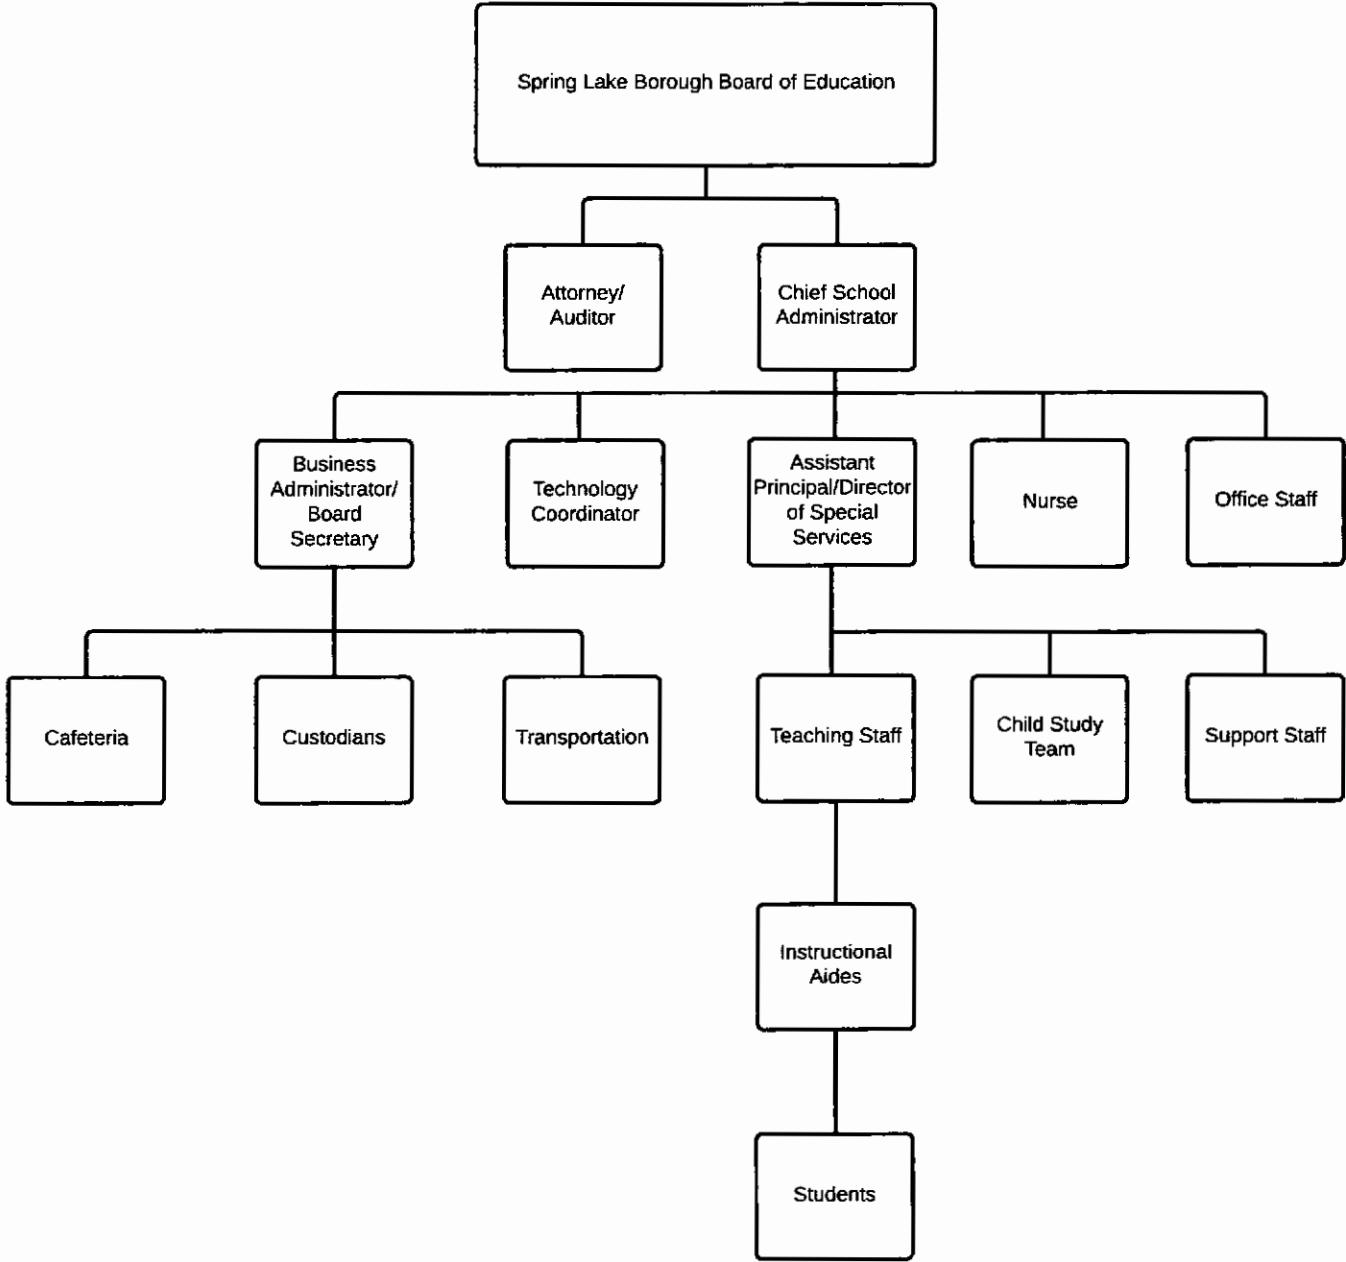 Spring Lake Borough Board of Education
Attorney/
Auditor
Chief School
Administrator
Business
Administrator/
Board
Secretary
Technology
Coordinator
Assistant
Principal/Director
of Special
Services
Nurse
Office Staff
Cafeteria
Custodians
Transportation
Teaching Staff
Child Study
Team
Support Staff
Instructional
Aides
Students